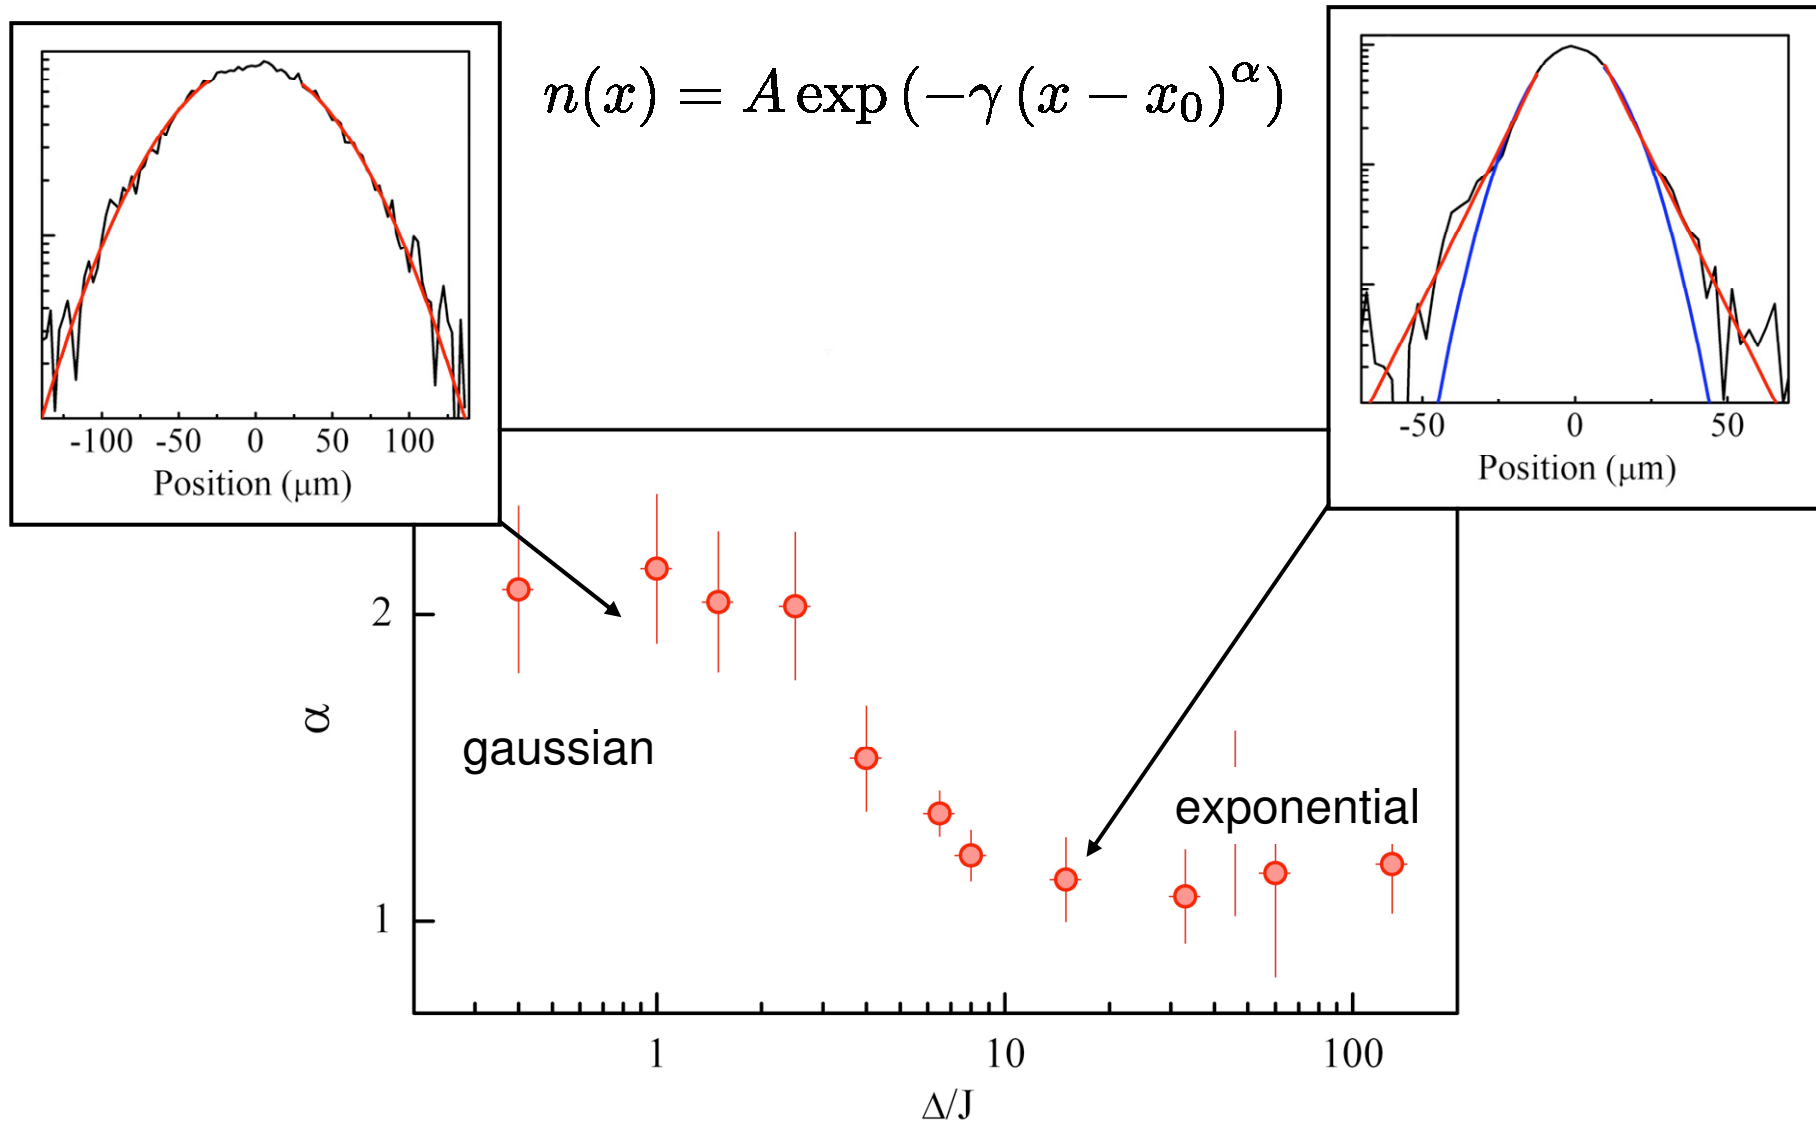 n(x) = A exp (−γ (x − x₀)^α)
-100 -50 0 50 100
Position (μm)
-50 0 50
Position (μm)
2
α
gaussian
exponential
1
1 10 100
Δ/J